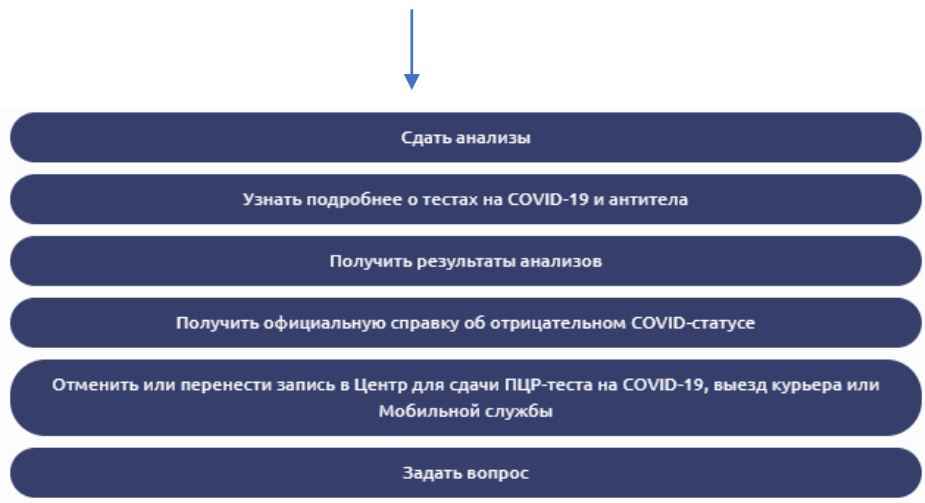 Сдать анализы
Узнать подробнее о тестах на COVID-19 и антитела
Получить результаты анализов
Получить официальную справку об отрицательном COVID-статусе
Отменить или перенести запись в Центр для сдачи ПЦР-теста на COVID-19, выезд курьера или
Мобильной службы
Задать вопрос